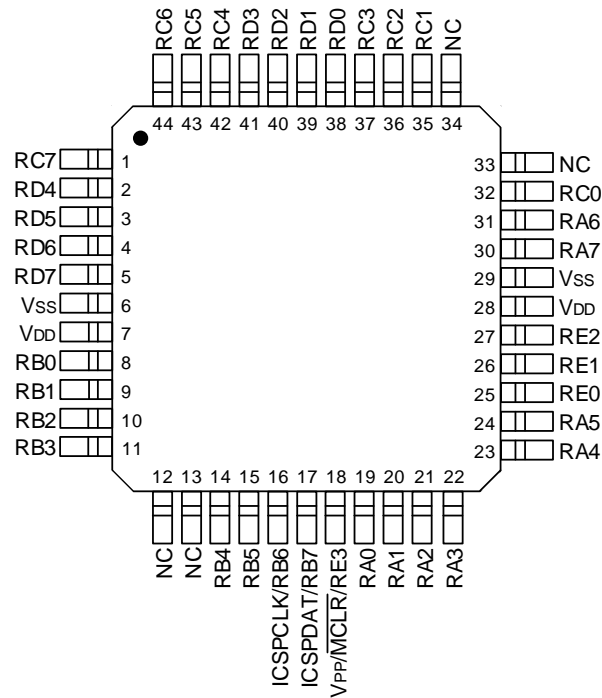 RC6 RC5 RC4 RD3 RD2 RD1 RD0 RC3 RC2 RC1 NC
44 43 42 41 40 39 38 37 36 35 34
RC7 1
RD4 2
RD5 3
RD6 4
RD7 5
VSS 6
VDD 7
RB0 8
RB1 9
RB2 10
RB3 11
33 NC
32 RC0
31 RA6
30 RA7
29 VSS
28 VDD
27 RE2
26 RE1
25 RE0
24 RA5
23 RA4
12 13 14 15 16 17 18 19 20 21 22
NC NC RB4 RB5 ICSPCLK/RB6 ICSPDAT/RB7 VPP/MCLR/RE3 RA0 RA1 RA2 RA3